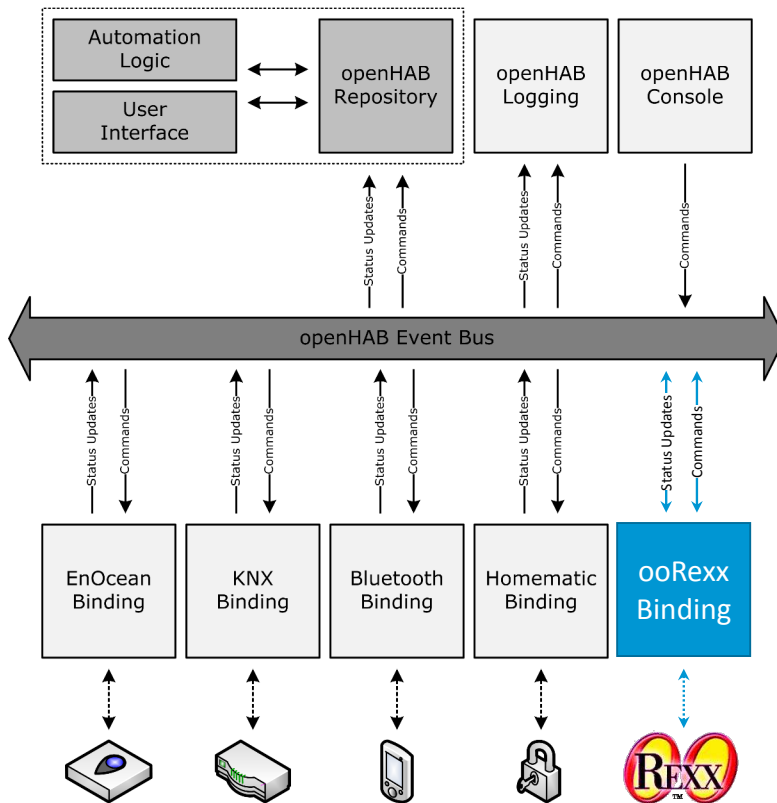 Automation
Logic
User
Interface
openHAB
Repository
openHAB
Logging
openHAB
Console
Status Updates
Commands
Status Updates
Commands
Commands
openHAB Event Bus
Status Updates
Commands
Status Updates
Commands
Status Updates
Commands
Status Updates
Commands
Status Updates
Commands
EnOcean
Binding
KNX
Binding
Bluetooth
Binding
Homematic
Binding
ooRexx
Binding
REXX
TM